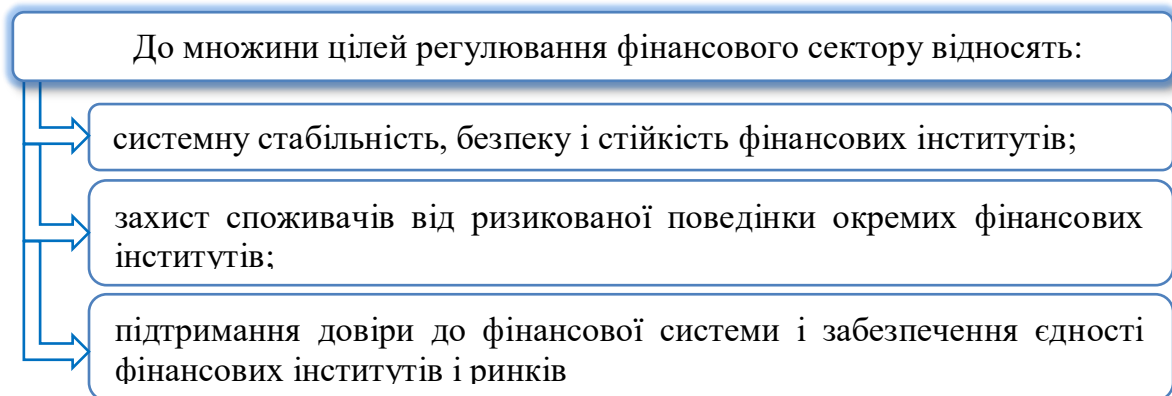 До множини цілей регулювання фінансового сектору відносять:
системну стабільність, безпеку і стійкість фінансових інститутів;
захист споживачів від ризикованої поведінки окремих фінансових
інститутів;
підтримання довіри до фінансової системи і забезпечення єдності
фінансових інститутів і ринків